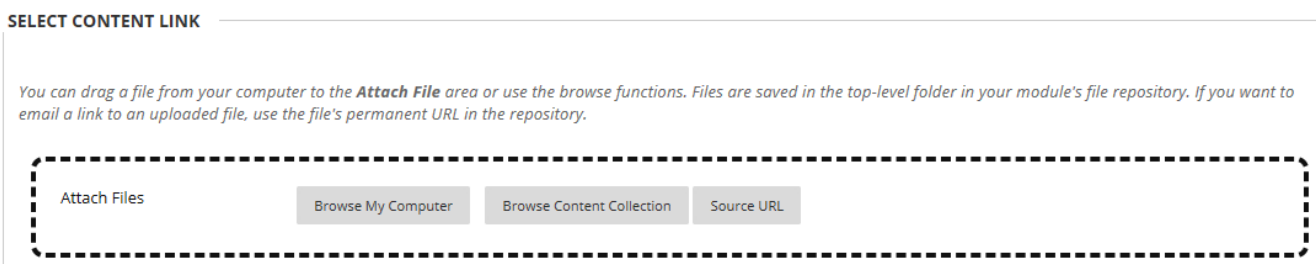 SELECT CONTENT LINK
You can drag a file from your computer to the Attach File area or use the browse functions. Files are saved in the top-level folder in your module's file repository. If you want to
email a link to an uploaded file, use the file's permanent URL in the repository.
Attach Files Browse My Computer Browse Content Collection Source URL